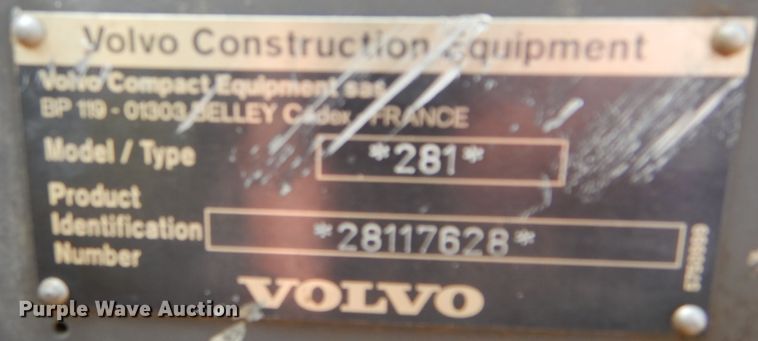 Volvo Construction Equipment
Volvo Compact Equipment sas
BP 119 - 01303 BELLEY Cedex - FRANCE
Model / Type *281*
Product
Identification
Number
*28117628*
VOLVO
Purple Wave Auction